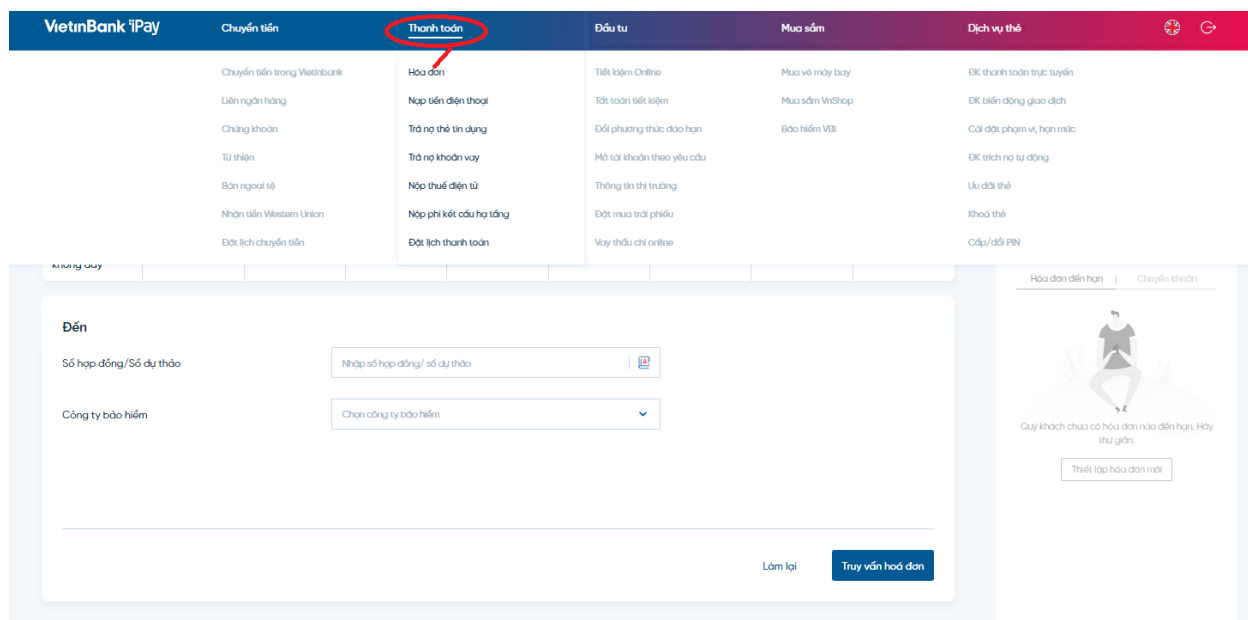 VietinBank iPay
Chuyển tiền
Thanh toán
Đầu tư
Mua sắm
Dịch vụ thẻ
Chuyển tiền trong Vietinbank
Hóa đơn
Tiết kiệm Online
Mua vé máy bay
ĐK thanh toán trực tuyến
Liên ngân hàng
Nạp tiền điện thoại
Tất toán tiết kiệm
Mua sắm VnShop
ĐK biến động giao dịch
Chứng khoán
Trả nợ thẻ tín dụng
Đổi phương thức đáo hạn
Bảo hiểm VBI
Cài đặt phạm vi, hạn mức
Từ thiện
Trả nợ khoản vay
Mở tài khoản theo yêu cầu
ĐK trích nợ tự động
Bán ngoại tệ
Nộp thuế điện tử
Thông tin thị trường
Ưu đãi thẻ
Nhận tiền Western Union
Nộp phí kết cấu hạ tầng
Đặt mua trái phiếu
Khoá thẻ
Đặt lịch chuyển tiền
Đặt lịch thanh toán
Vay thấu chi online
Cấp/đổi PIN
không dây
Hóa đơn đến hạn | Chuyển khoản
Đến
Số hợp đồng/Số dự thảo
Nhập số hợp đồng/ số dự thảo
Công ty bảo hiểm
Chọn công ty bảo hiểm
Quý khách chưa có hóa đơn nào đến hạn. Hãy
thư giãn.
Thiết lập hóa đơn mới
Làm lại
Truy vấn hoá đơn